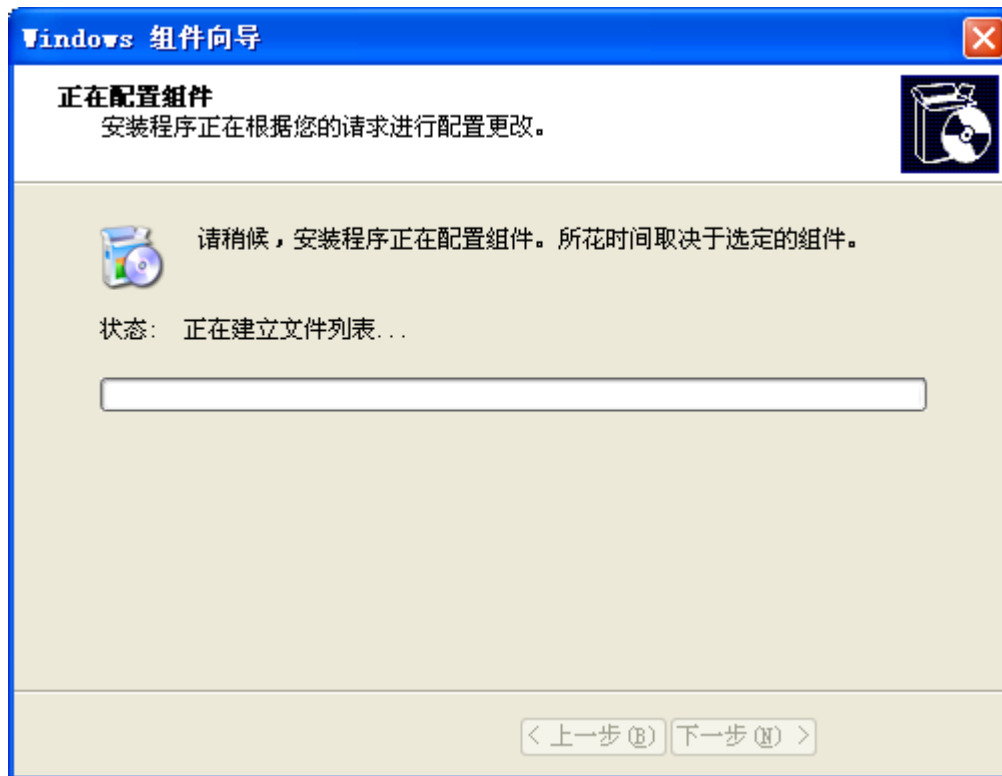 Windows 组件向导
正在配置组件
安装程序正在根据您的请求进行配置更改。
请稍候，安装程序正在配置组件。所花时间取决于选定的组件。
状态： 正在建立文件列表...
< 上一步(B) 下一步(N) >